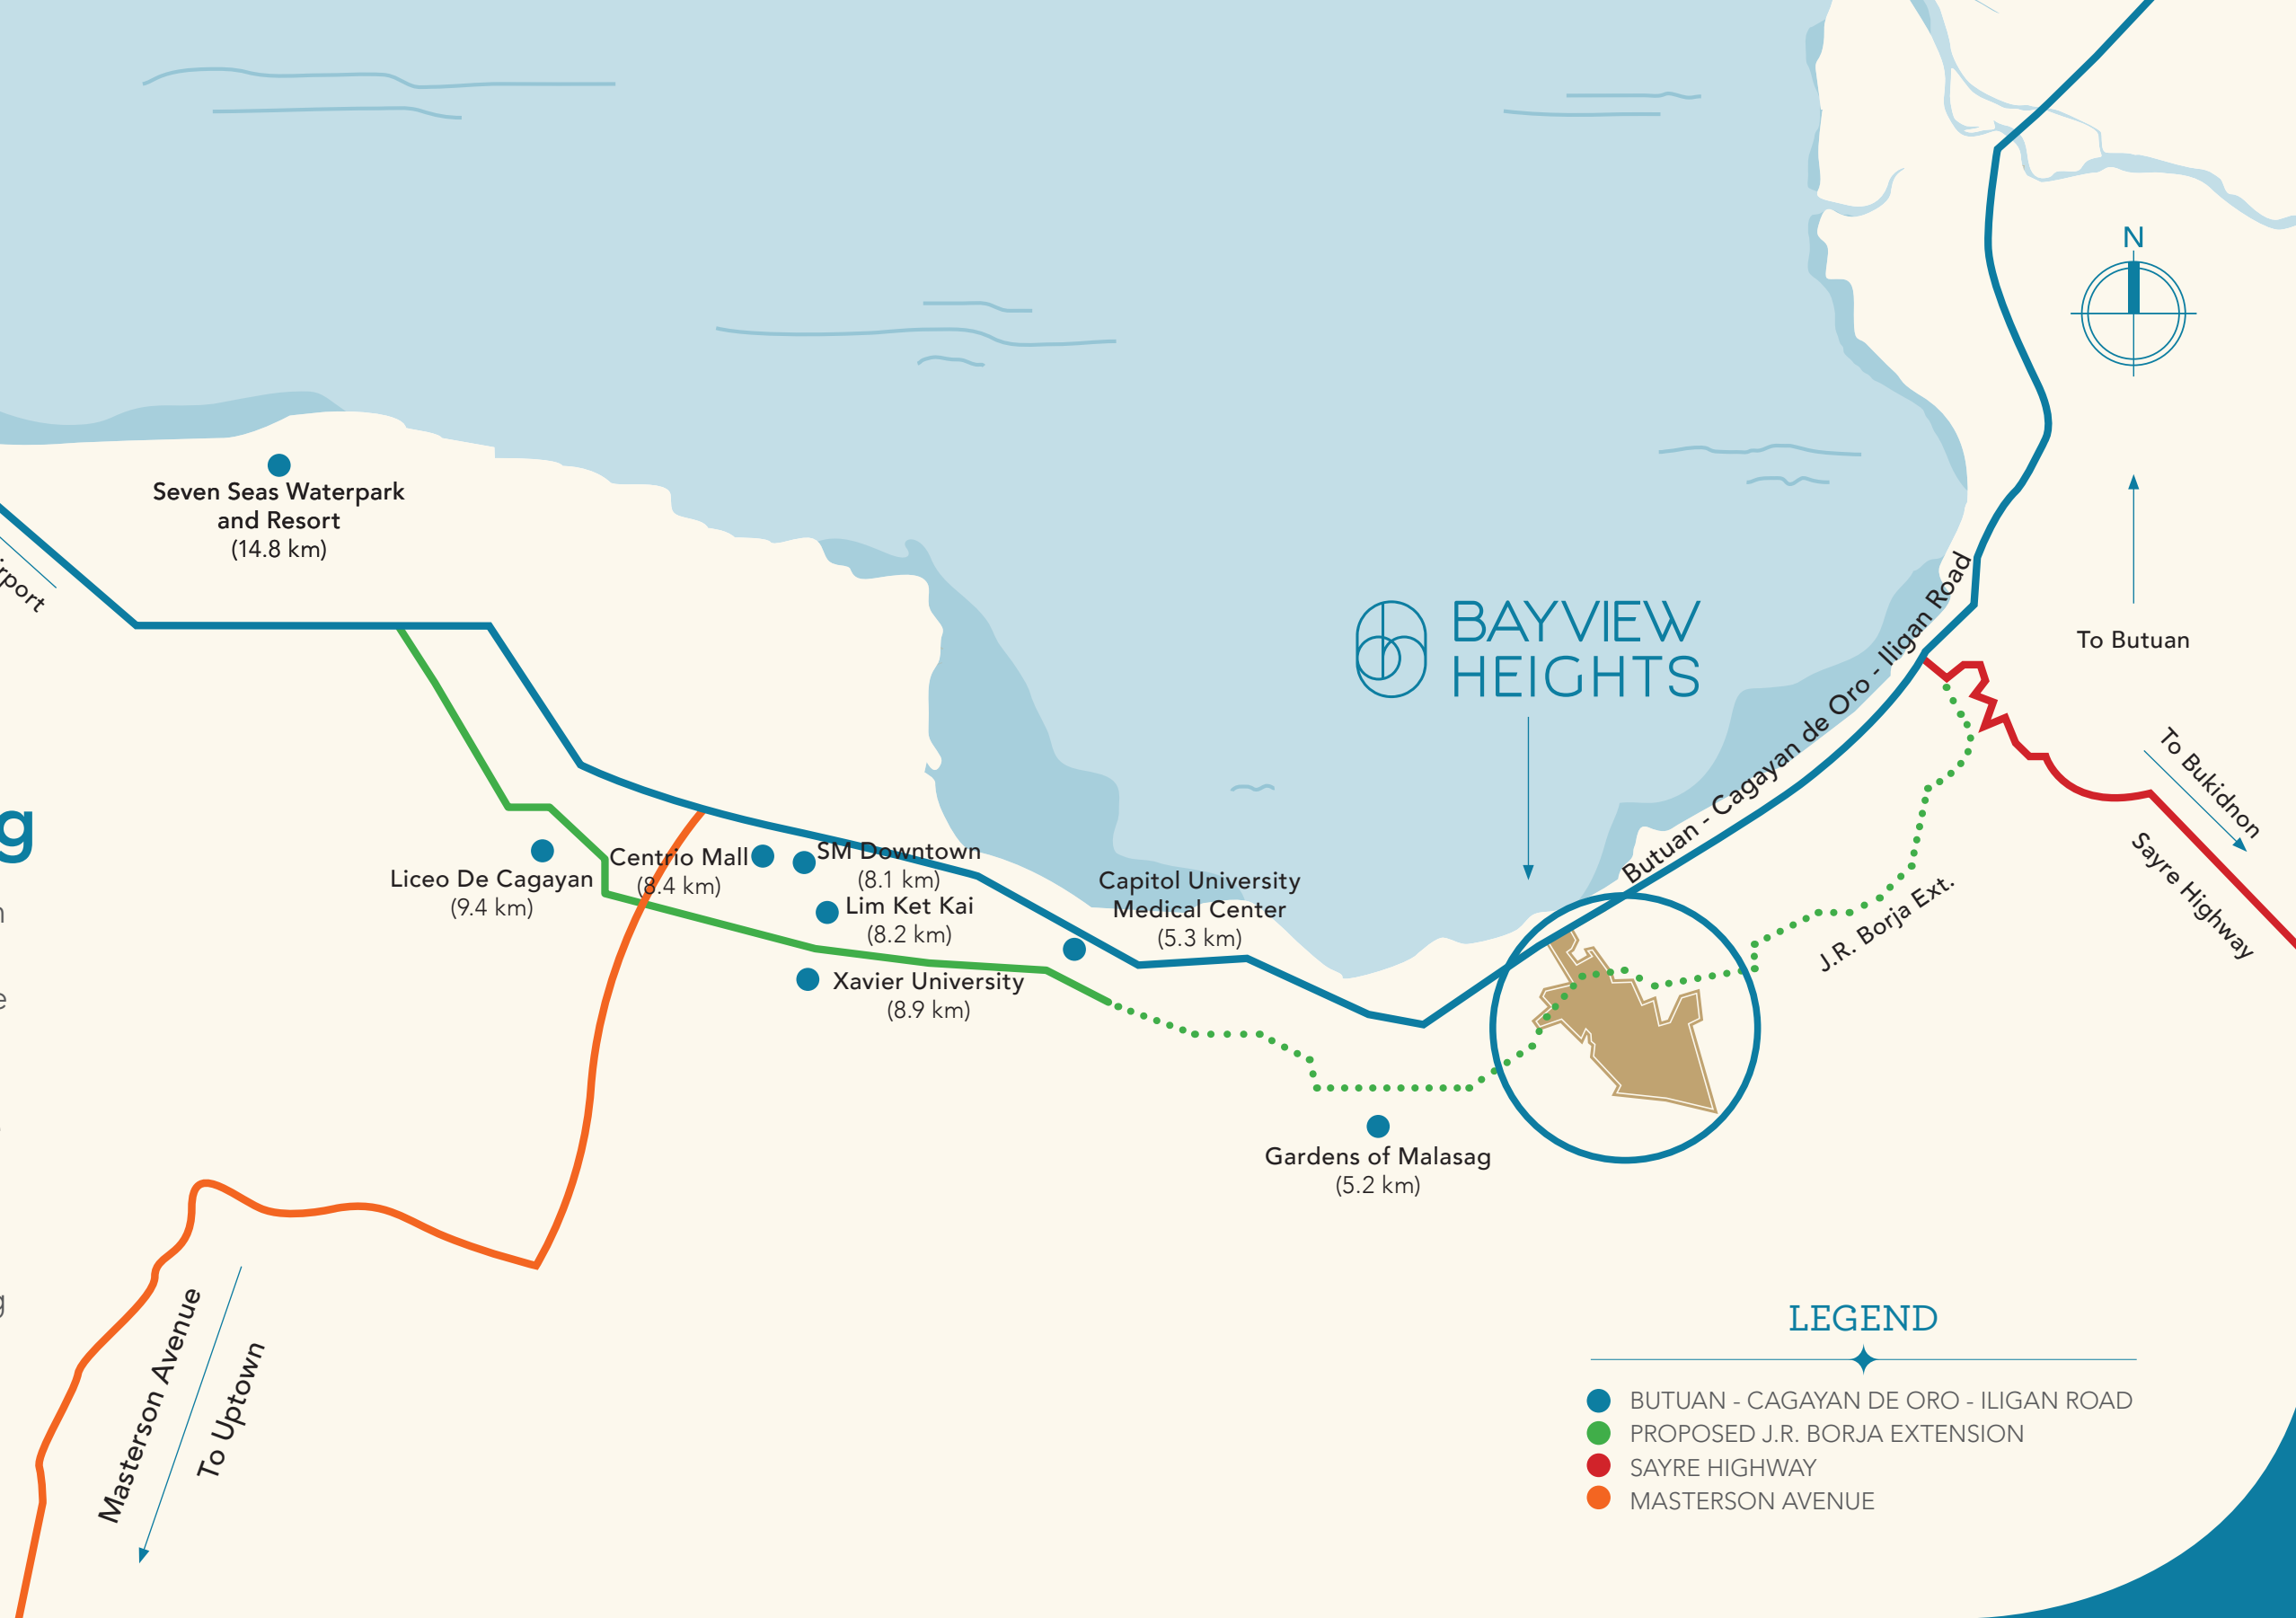 N
Seven Seas Waterpark
and Resort
(14.8 km)
BAYVIEW
HEIGHTS
To Butuan
Butuan - Cagayan de Oro - Iligan Road
To Bukidnon
Sayre Highway
J.R. Borja Ext.
Liceo De Cagayan
(9.4 km)
Centrio Mall
(8.4 km)
SM Downtown
(8.1 km)
Lim Ket Kai
(8.2 km)
Xavier University
(8.9 km)
Capitol University
Medical Center
(5.3 km)
Gardens of Malasag
(5.2 km)
Masterson Avenue
To Uptown
LEGEND
BUTUAN - CAGAYAN DE ORO - ILIGAN ROAD
PROPOSED J.R. BORJA EXTENSION
SAYRE HIGHWAY
MASTERSON AVENUE